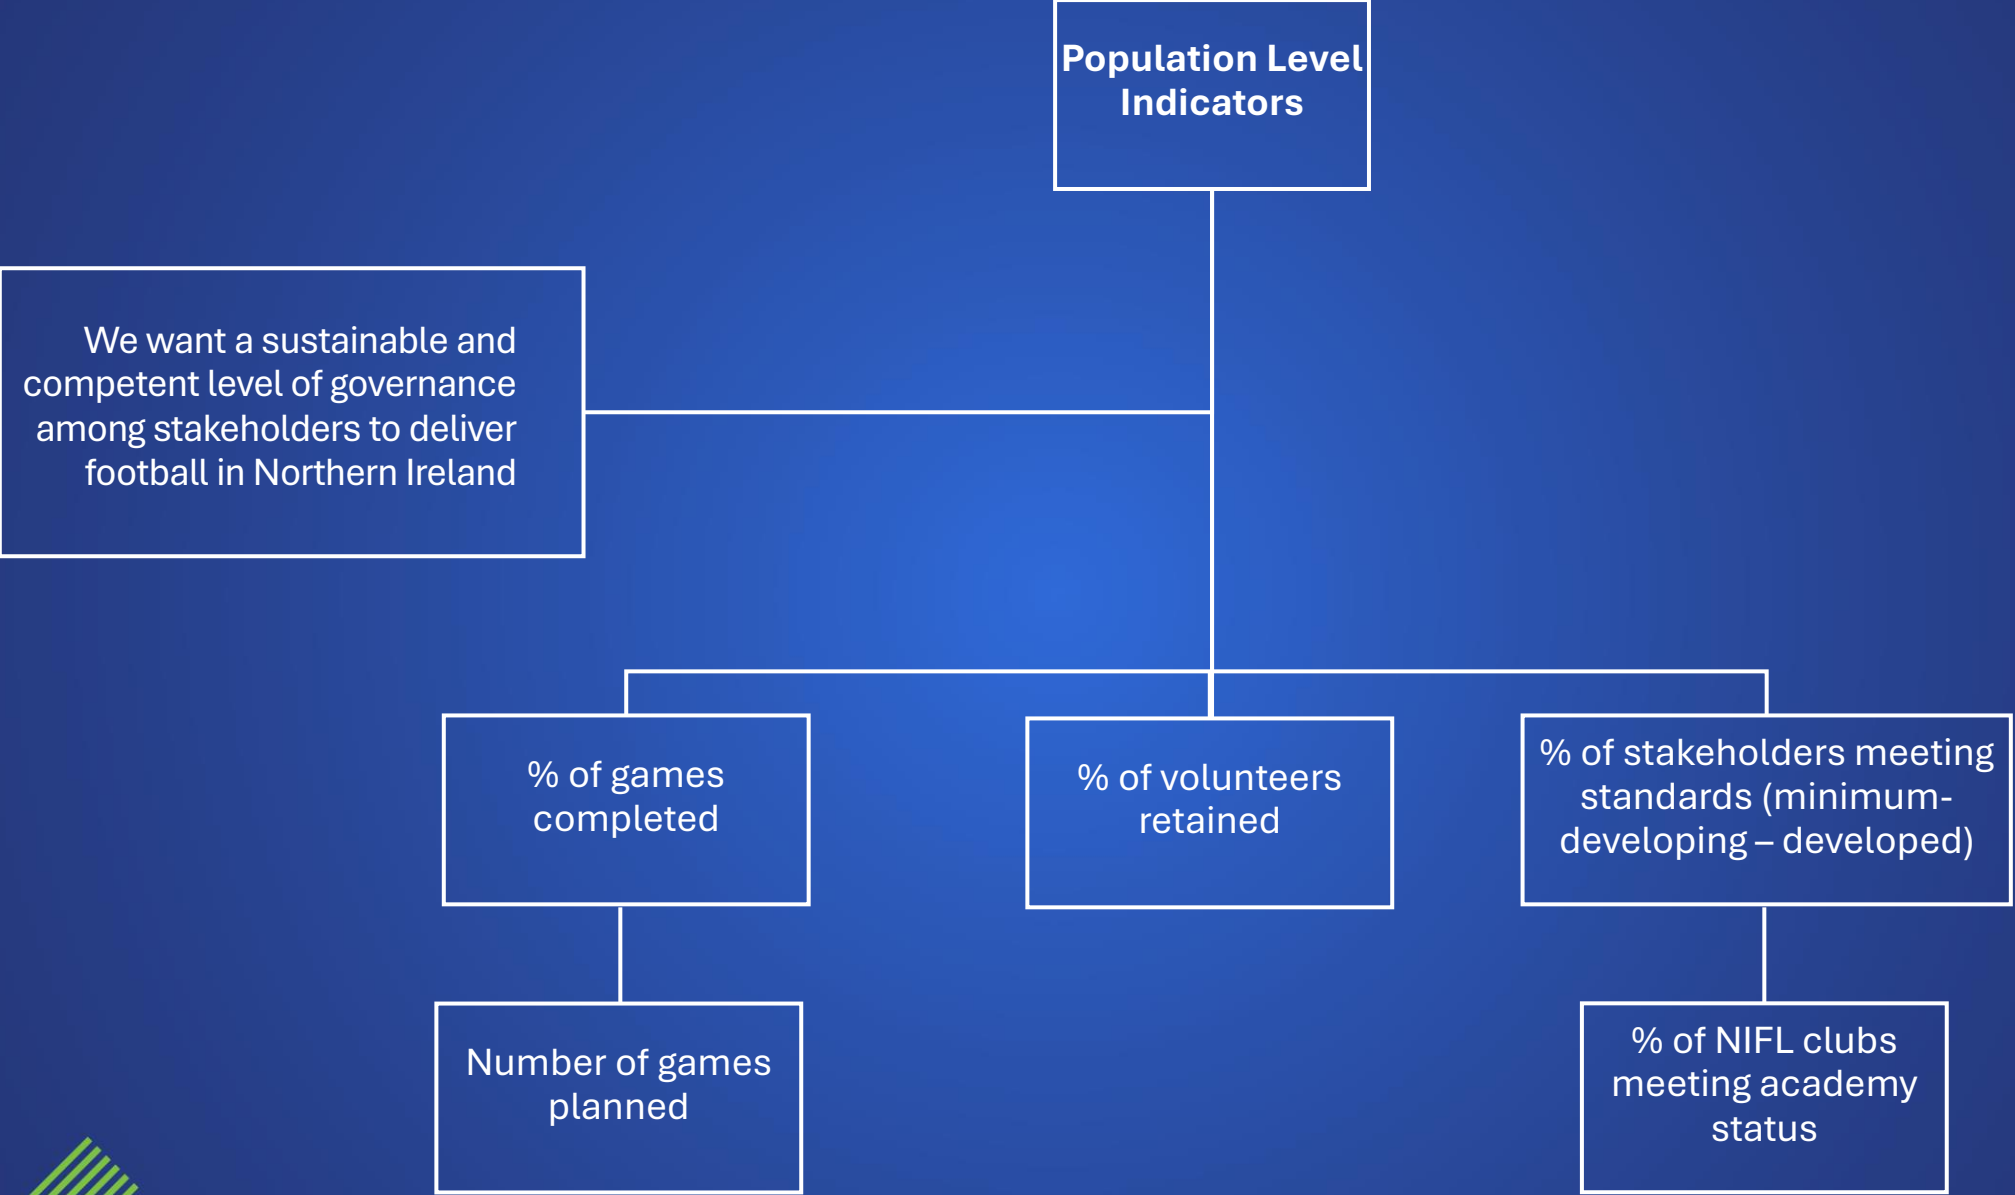 Population Level
Indicators
We want a sustainable and
competent level of governance
among stakeholders to deliver
football in Northern Ireland
% of games
completed
% of volunteers
retained
% of stakeholders meeting
standards (minimum-
developing – developed)
Number of games
planned
% of NIFL clubs
meeting academy
status